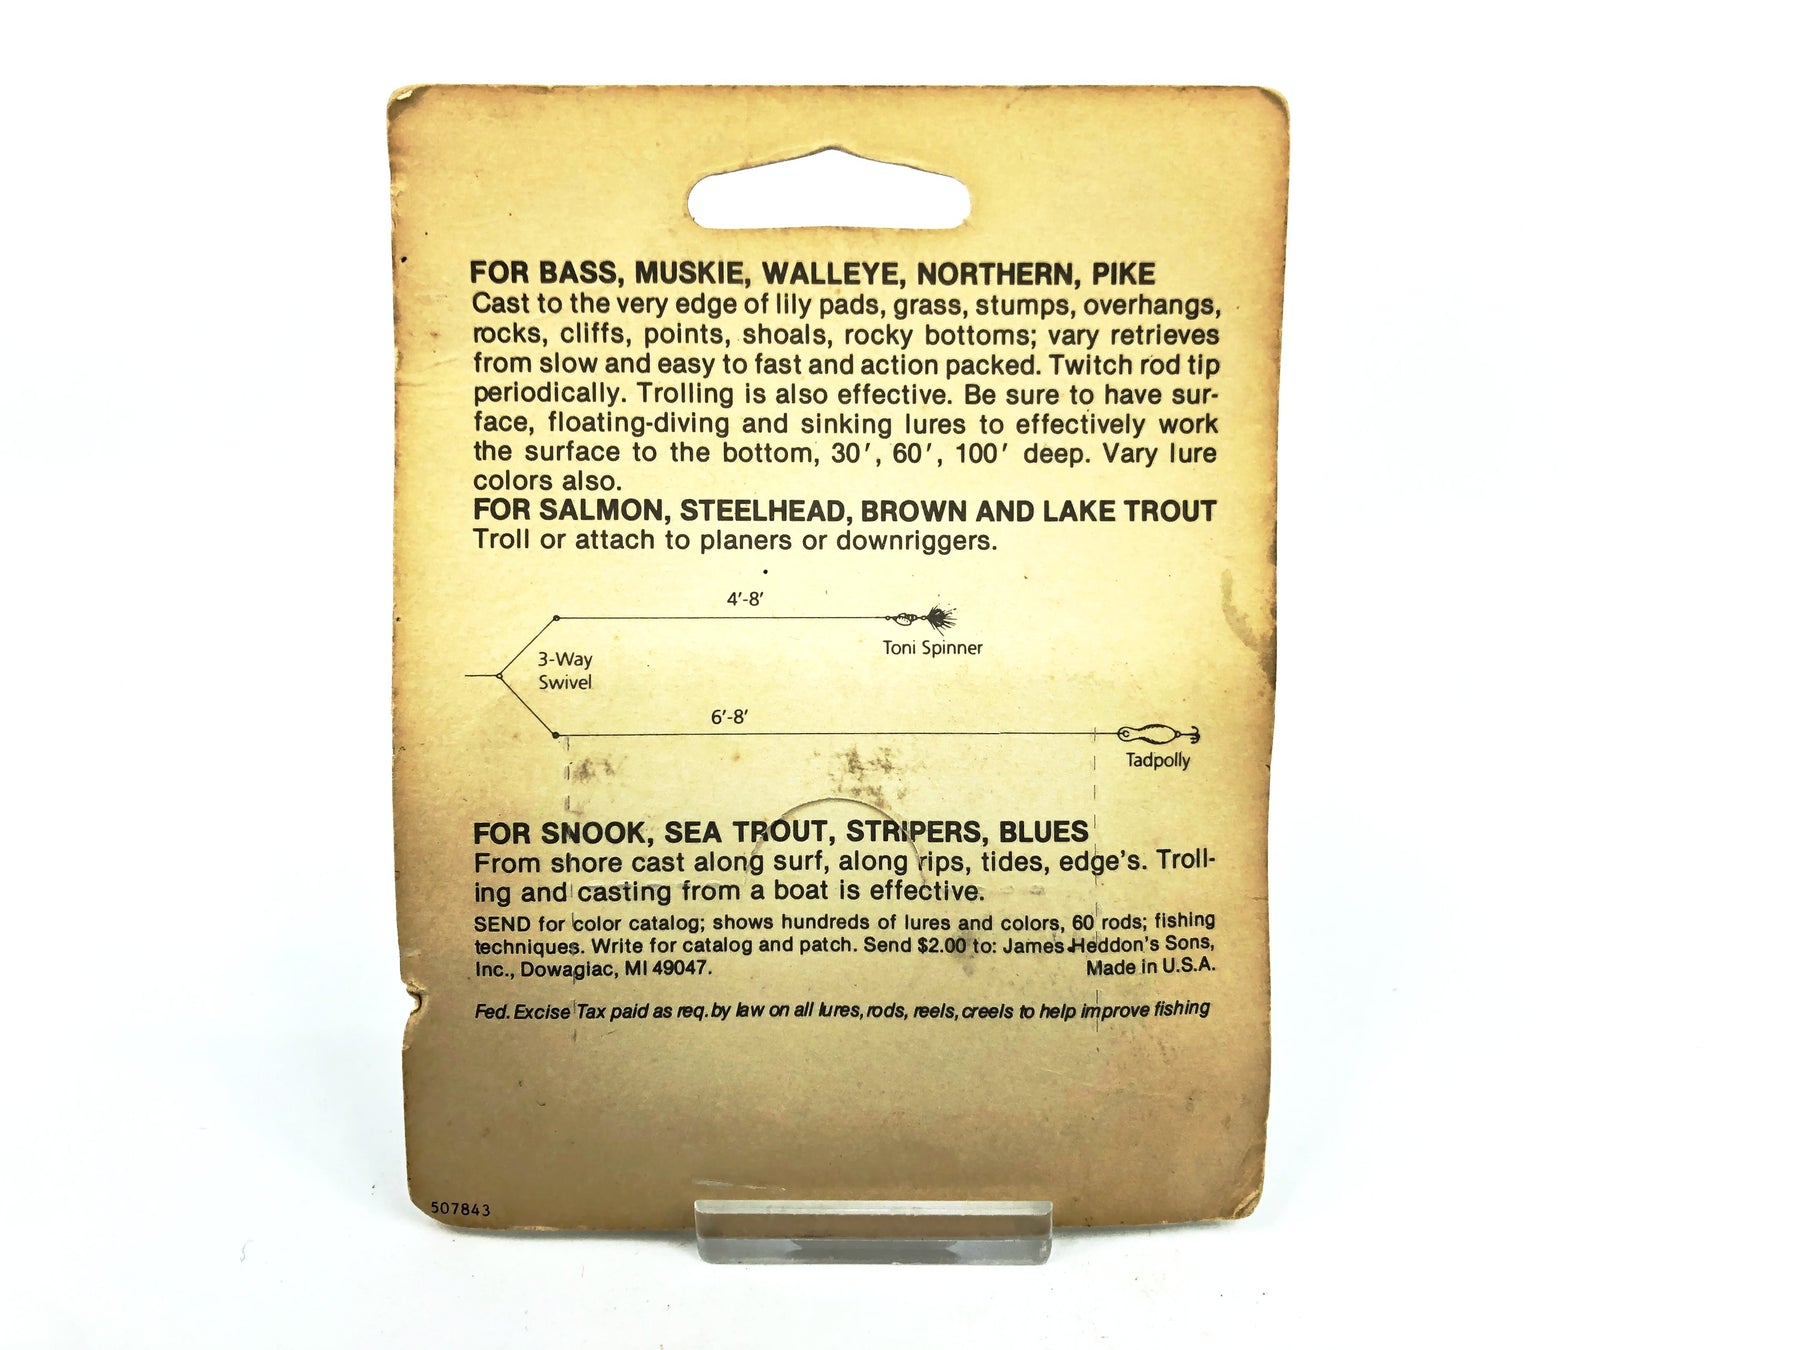 FOR BASS, MUSKIE, WALLEYE, NORTHERN, PIKE
Cast to the very edge of lily pads, grass, stumps, overhangs,
rocks, cliffs, points, shoals, rocky bottoms; vary retrieves
from slow and easy to fast and action packed. Twitch rod tip
periodically. Trolling is also effective. Be sure to have sur-
face, floating-diving and sinking lures to effectively work
the surface to the bottom, 30′, 60′, 100′ deep. Vary lure
colors also.
FOR SALMON, STEELHEAD, BROWN AND LAKE TROUT
Troll or attach to planers or downriggers.
4′-8′
Toni Spinner
3-Way
Swivel
6′-8′
Tadpolly
FOR SNOOK, SEA TROUT, STRIPERS, BLUES
From shore cast along surf, along rips, tides, edge's. Troll-
ing and casting from a boat is effective.
SEND for color catalog; shows hundreds of lures and colors, 60 rods; fishing
techniques. Write for catalog and patch. Send $2.00 to: James Heddon's Sons,
Inc., Dowagiac, MI 49047. Made in U.S.A.
Fed. Excise Tax paid as req. by law on all lures, rods, reels, creels to help improve fishing
507843